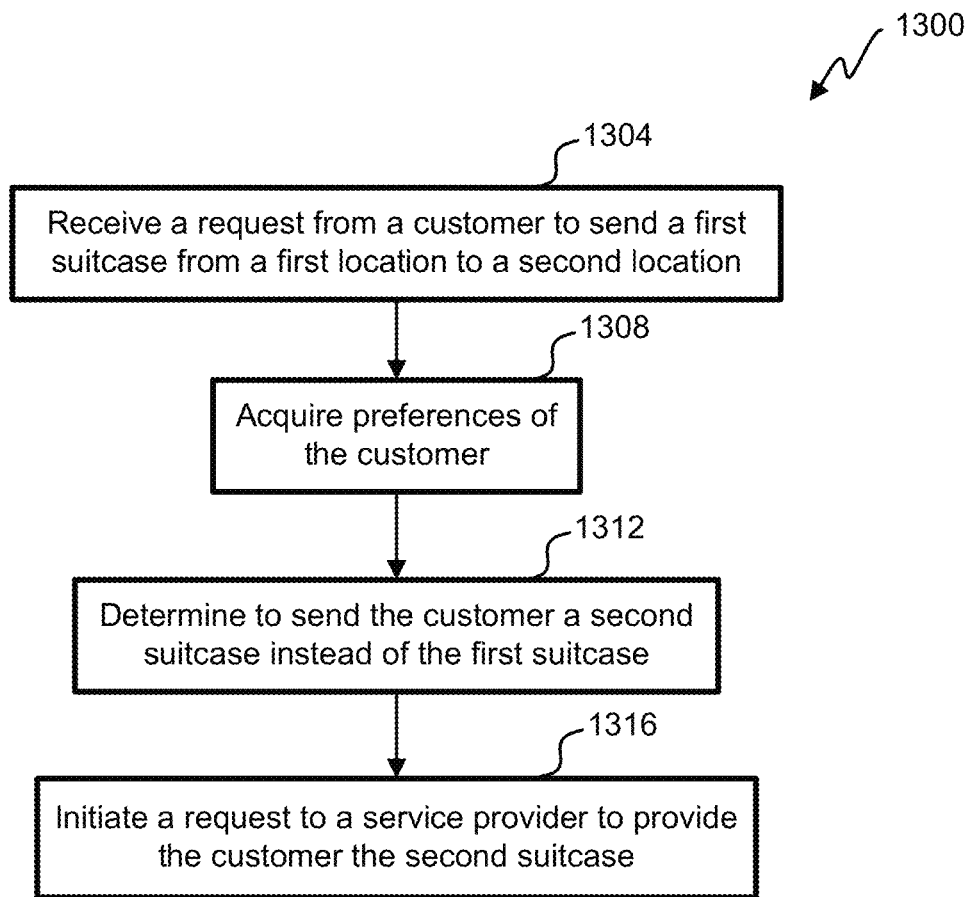 1300
1304
Receive a request from a customer to send a first
suitcase from a first location to a second location
1308
Acquire preferences of
the customer
1312
Determine to send the customer a second
suitcase instead of the first suitcase
1316
Initiate a request to a service provider to provide
the customer the second suitcase